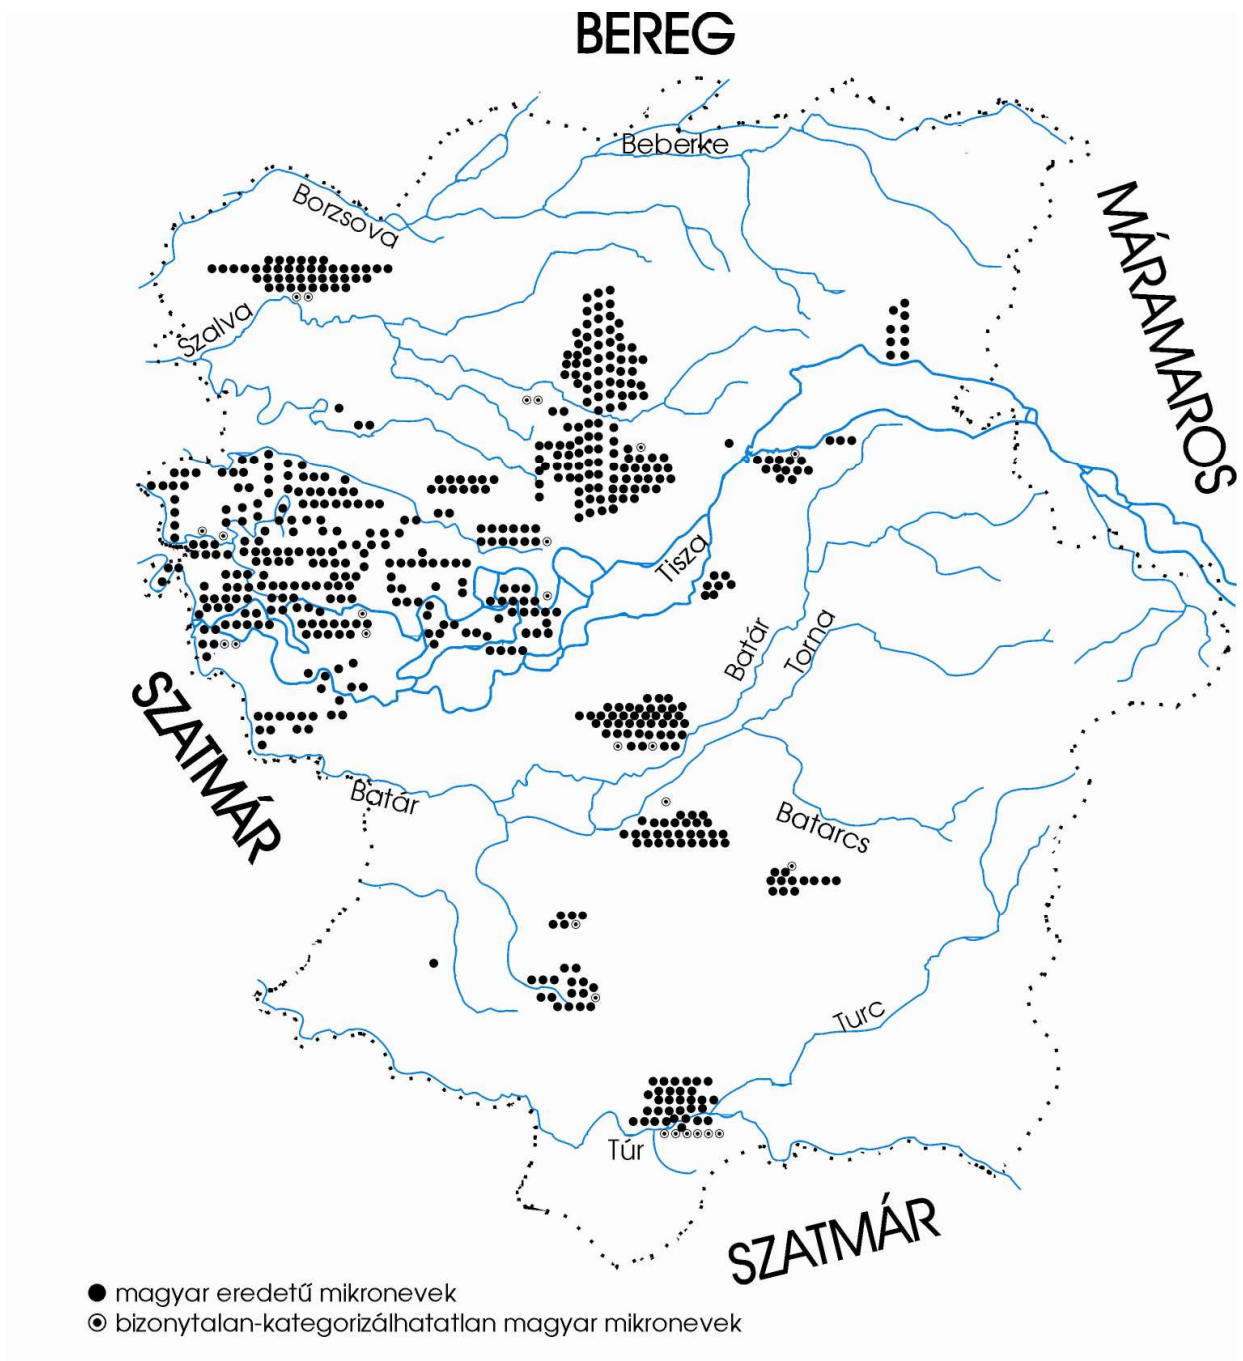 BEREG
Beberke
Borzsova
MÁRAMAROS
Szalva
Tisza
Batár
Torna
SZATMÁR
Batár
Batarcs
Turc
Túr
SZATMÁR
magyar eredetű mikronevek
bizonytalan-kategorizálhatatlan magyar mikronevek